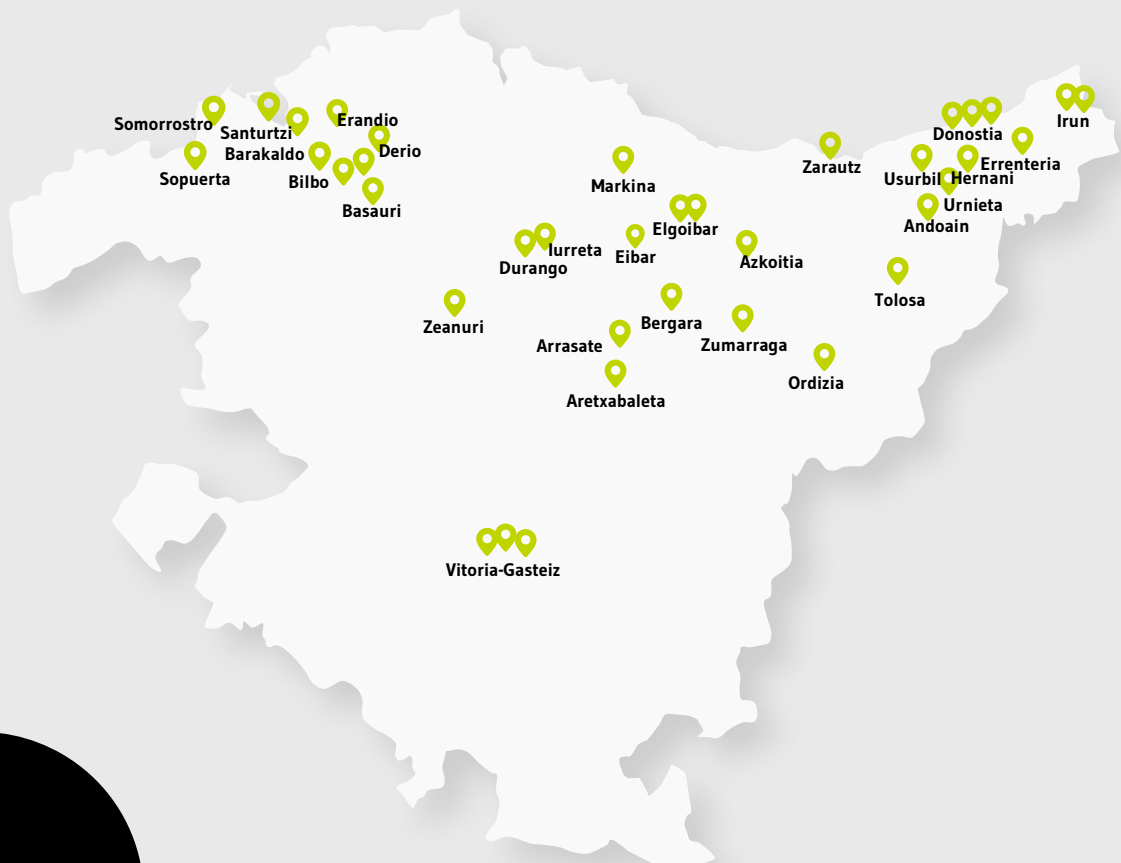 Somorrostro
Santurtzi
Erandio
Barakaldo
Derio
Sopuerta
Bilbo
Basauri
Markina
Zarautz
Donostia
Irun
Errenteria
Usurbil
Hernani
Urnieta
Andoain
Elgoibar
Iurreta
Durango
Eibar
Azkoitia
Tolosa
Zeanuri
Bergara
Arrasate
Zumarraga
Ordizia
Aretxabaleta
Vitoria-Gasteiz